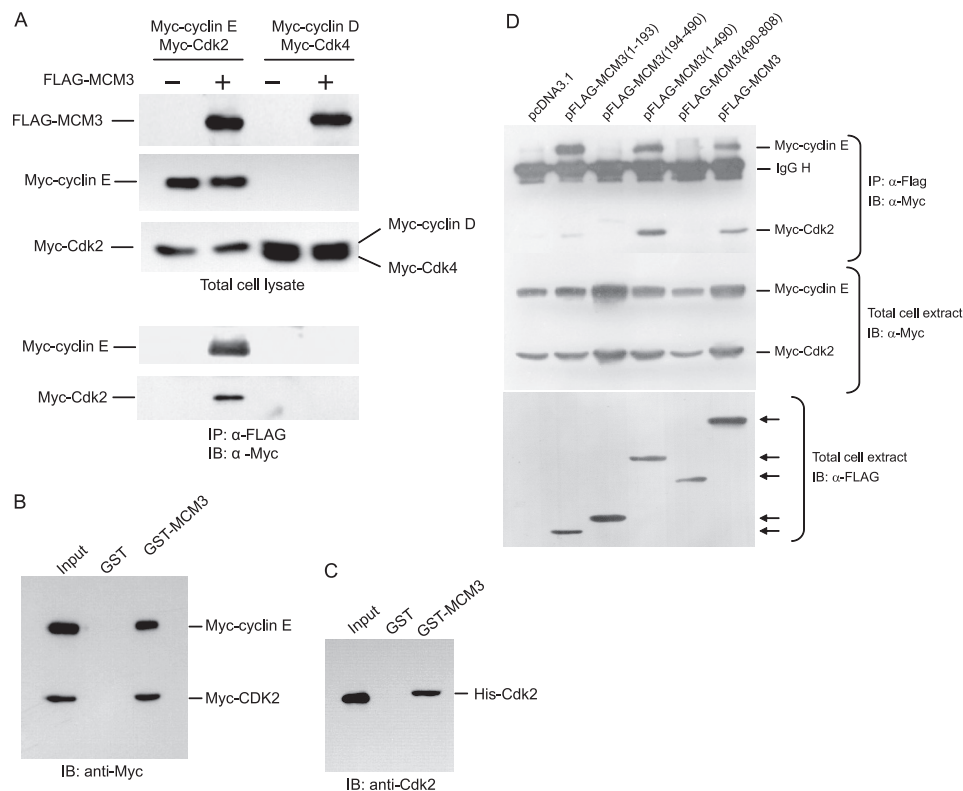 A
Myc-cyclin E
Myc-Cdk2
Myc-cyclin D
Myc-Cdk4
FLAG-MCM3
− + − +
FLAG-MCM3
Myc-cyclin E
Myc-Cdk2
Myc-cyclin D
Myc-Cdk4
Total cell lysate
Myc-cyclin E
Myc-Cdk2
IP: α-FLAG
IB: α -Myc
B
Input
GST
GST-MCM3
Myc-cyclin E
Myc-CDK2
IB: anti-Myc
C
Input
GST
GST-MCM3
His-Cdk2
IB: anti-Cdk2
D
pcDNA3.1
pFLAG-MCM3(1-193)
pFLAG-MCM3(194-490)
pFLAG-MCM3(1-490)
pFLAG-MCM3(490-808)
pFLAG-MCM3
Myc-cyclin E
IgG H
Myc-Cdk2
IP: α-Flag
IB: α-Myc
Myc-cyclin E
Myc-Cdk2
Total cell extract
IB: α-Myc
Total cell extract
IB: α-FLAG